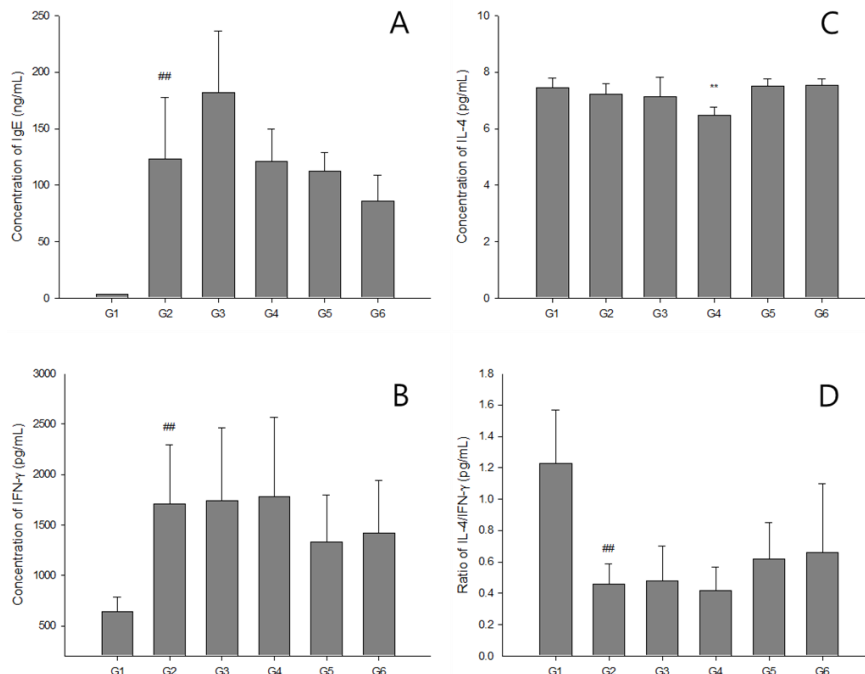 A
Concentration of IgE (ng/mL)
250
200
150
100
50
0
##
G1 G2 G3 G4 G5 G6
C
Concentration of IL-4 (pg/mL)
10
8
6
4
2
0
**
G1 G2 G3 G4 G5 G6
B
Concentration of IFN-γ (pg/mL)
3000
2500
2000
1500
1000
500
##
G1 G2 G3 G4 G5 G6
D
Ratio of IL-4/IFN-γ (pg/mL)
1.8
1.6
1.4
1.2
1.0
0.8
0.6
0.4
0.2
0.0
##
G1 G2 G3 G4 G5 G6